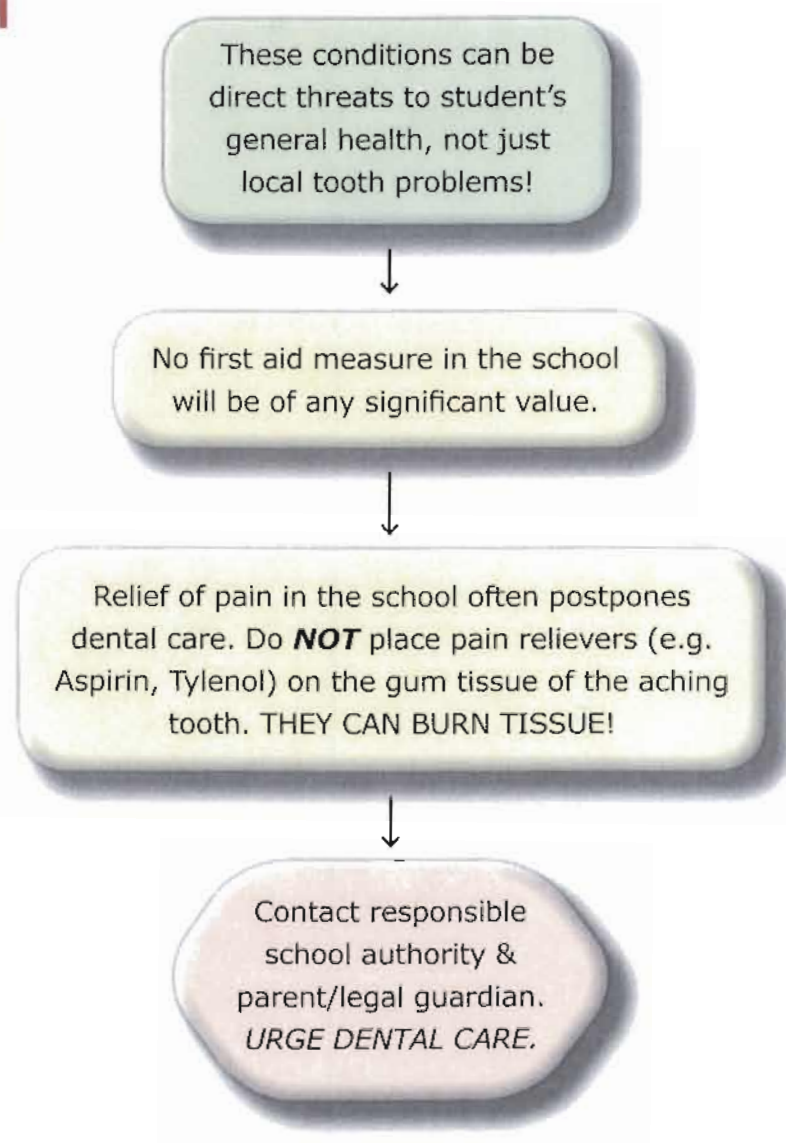 These conditions can be
direct threats to student's
general health, not just
local tooth problems!
No first aid measure in the school
will be of any significant value.
Relief of pain in the school often postpones
dental care. Do NOT place pain relievers (e.g.
Aspirin, Tylenol) on the gum tissue of the aching
tooth. THEY CAN BURN TISSUE!
Contact responsible
school authority &
parent/legal guardian.
URGE DENTAL CARE.